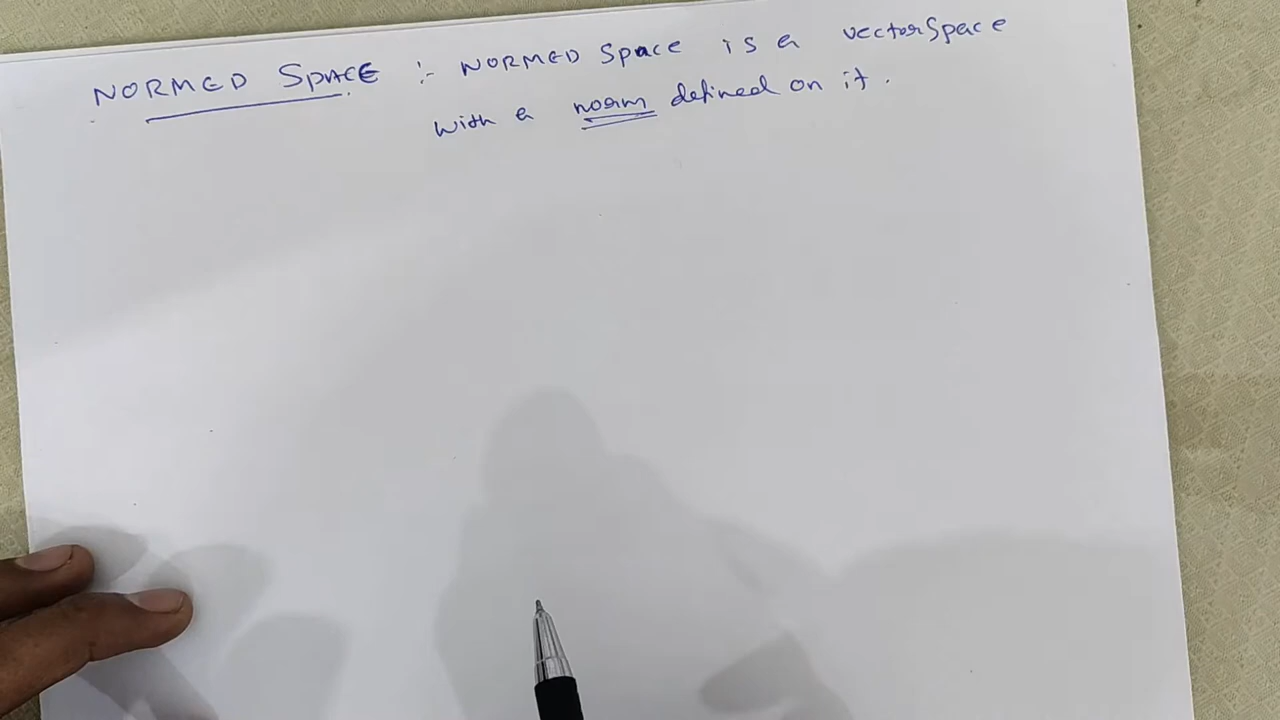 NORMED SPACE :- NORMED Space is a vectorSpace
with a norm defined on it.